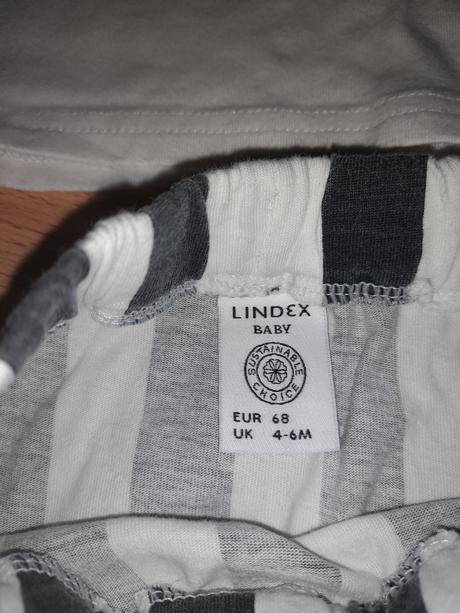 LINDEX
BABY
SUSTAINABLE
CHOICE
EUR 68
UK 4-6M